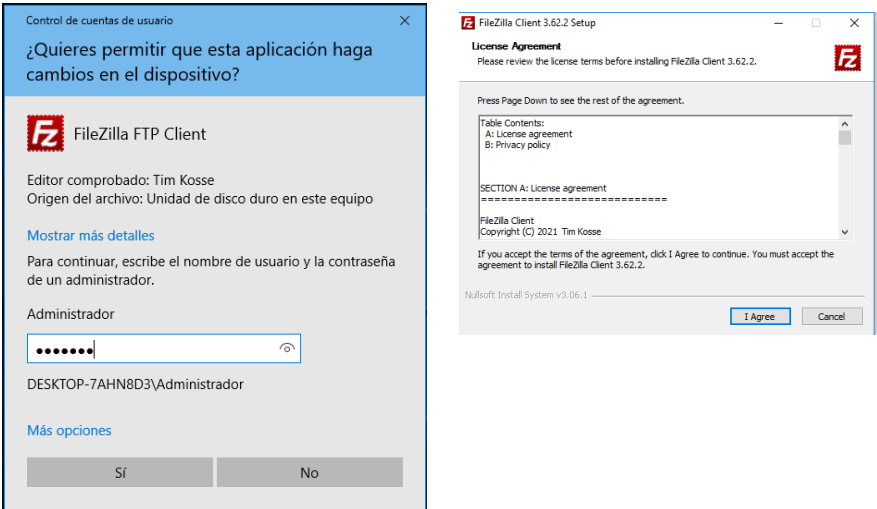 Control de cuentas de usuario
¿Quieres permitir que esta aplicación haga
cambios en el dispositivo?
Fz
FileZilla FTP Client
Editor comprobado: Tim Kosse
Origen del archivo: Unidad de disco duro en este equipo
Mostrar más detalles
Para continuar, escribe el nombre de usuario y la contraseña
de un administrador.
Administrador
●●●●●●●
DESKTOP-7AHN8D3\Administrador
Más opciones
Sí
No
Fz FileZilla Client 3.62.2 Setup
License Agreement
Please review the license terms before installing FileZilla Client 3.62.2.
Fz
Press Page Down to see the rest of the agreement.
Table Contents:
A: License agreement
B: Privacy policy
SECTION A: License agreement
============================
FileZilla Client
Copyright (C) 2021 Tim Kosse
If you accept the terms of the agreement, click I Agree to continue. You must accept the
agreement to install FileZilla Client 3.62.2.
Nullsoft Install System v3.06.1
I Agree
Cancel